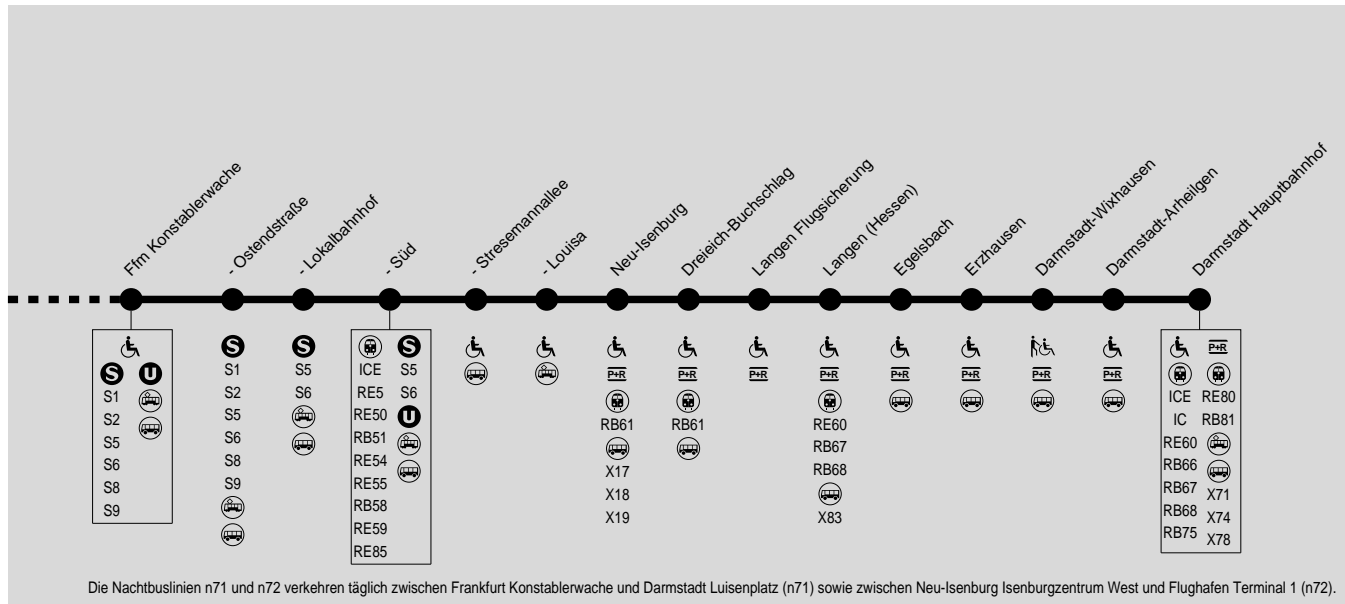 Ffm Konstablerwache
- Ostendstraße
- Lokalbahnhof
- Süd
- Stresemannallee
- Louisa
Neu-Isenburg
Dreieich-Buchschlag
Langen Flugsicherung
Langen (Hessen)
Egelsbach
Erzhausen
Darmstadt-Wixhausen
Darmstadt-Arheilgen
Darmstadt Hauptbahnhof
S U
S1
S2
S5
S6
S8
S9
S
S1
S2
S5
S6
S8
S9
S
S5
S6
S
ICE S5
RE5 S6
RE50 U
RB51
RE54
RE55
RB58
RE59
RE85
P+R
RB61
X17
X18
X19
P+R
RB61
P+R
P+R
RE60
RB67
RB68
X83
P+R
P+R
P+R
P+R
P+R
ICE RE80
IC RB81
RE60
RB66
RB67 X71
RB68 X74
RB75 X78
Die Nachtbuslinien n71 und n72 verkehren täglich zwischen Frankfurt Konstablerwache und Darmstadt Luisenplatz (n71) sowie zwischen Neu-Isenburg Isenburgzentrum West und Flughafen Terminal 1 (n72).